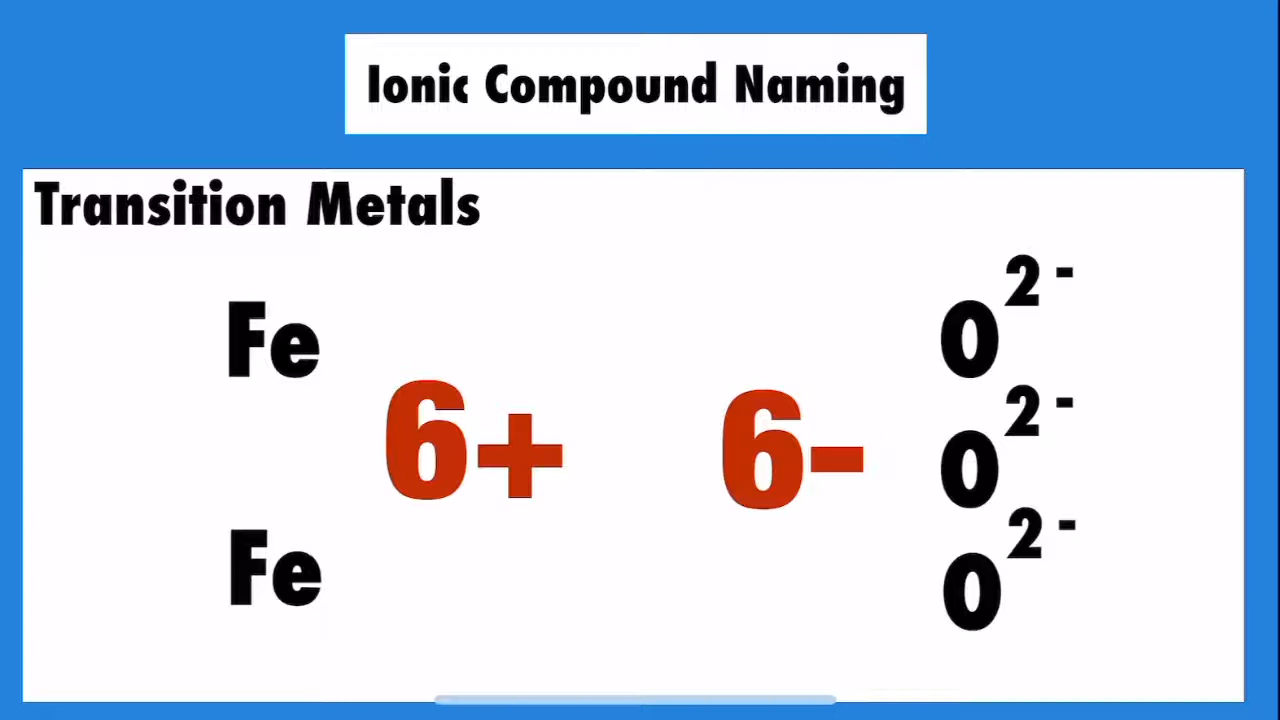 Ionic Compound Naming
Transition Metals
Fe
6+
6-
O²⁻
O²⁻
Fe
O²⁻